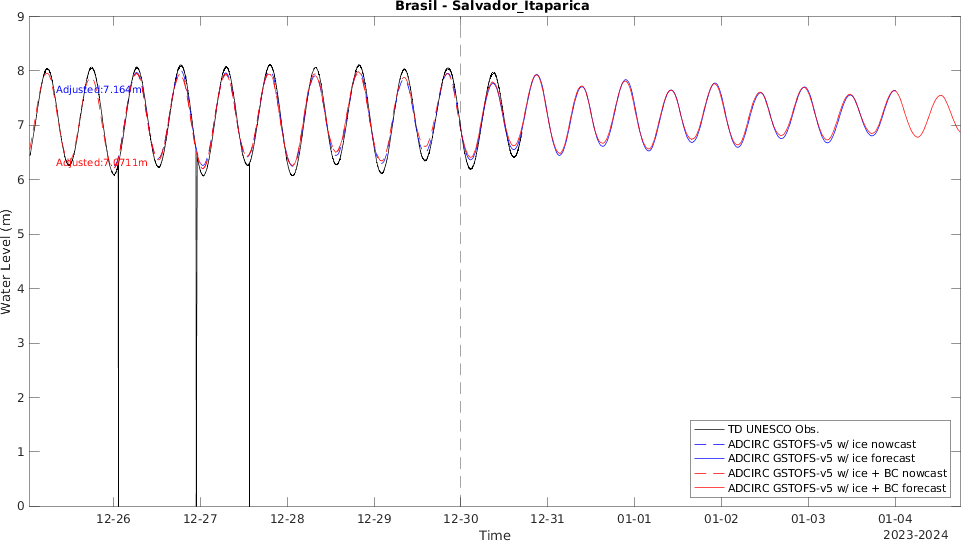 Brasil - Salvador_Itaparica
9
8
7
6
5
4
3
2
1
0
Water Level (m)
Adjusted:7.164m
Adjusted:7.0711m
TD UNESCO Obs.
ADCIRC GSTOFS-v5 w/ ice nowcast
ADCIRC GSTOFS-v5 w/ ice forecast
ADCIRC GSTOFS-v5 w/ ice + BC nowcast
ADCIRC GSTOFS-v5 w/ ice + BC forecast
12-26 12-27 12-28 12-29 12-30 12-31 01-01 01-02 01-03 01-04
Time
2023-2024